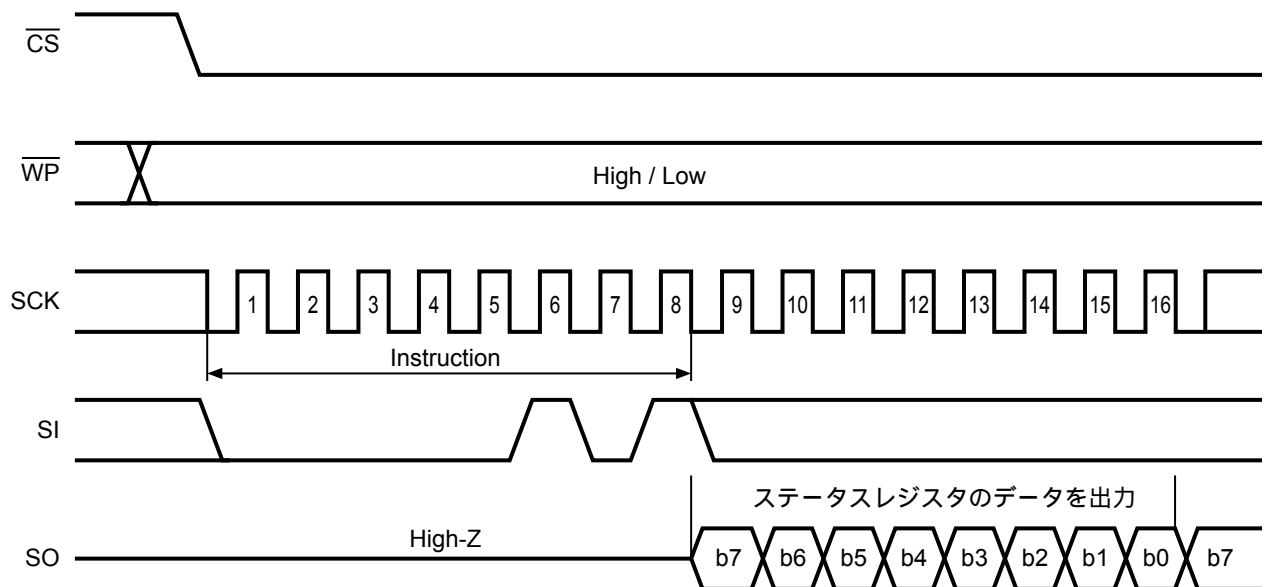 CS
WP
High / Low
SCK
1 2 3 4 5 6 7 8 9 10 11 12 13 14 15 16
Instruction
SI
ステータスレジスタのデータを出力
SO
High-Z
b7 b6 b5 b4 b3 b2 b1 b0 b7